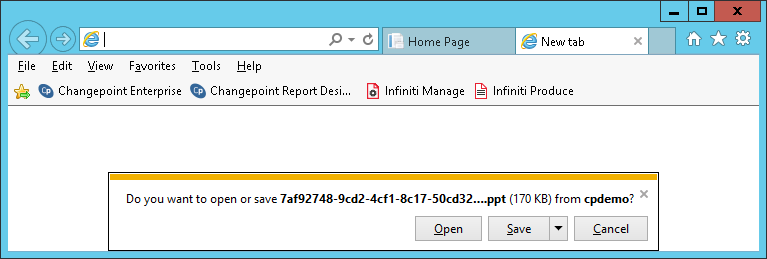 Home Page
New tab
File Edit View Favorites Tools Help
Cp Changepoint Enterprise Cp Changepoint Report Desi... Infiniti Manage Infiniti Produce
Do you want to open or save 7af92748-9cd2-4cf1-8c17-50cd32....ppt (170 KB) from cpdemo?
Open Save Cancel